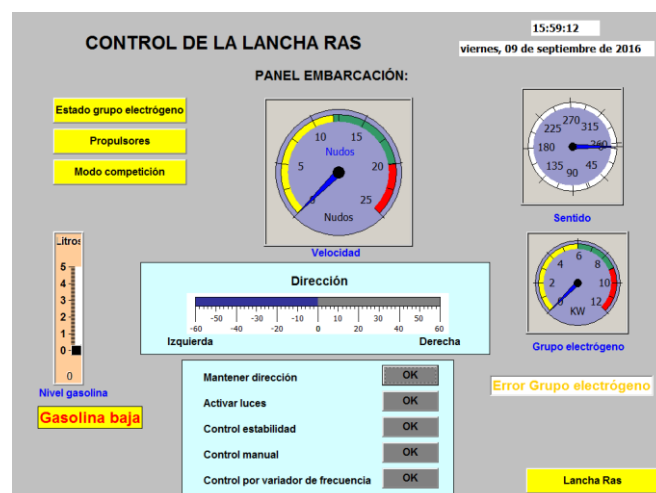 15:59:12
CONTROL DE LA LANCHA RAS
viernes, 09 de septiembre de 2016
PANEL EMBARCACIÓN:
Estado grupo electrógeno
Propulsores
Modo competición
0 5 10 15 20 25
Nudos
Nudos
Velocidad
45 90 135 180 225 270 315 360
Sentido
Litros
5
4
3
2
1
0
0
Nivel gasolina
Gasolina baja
Dirección
-60 -50 -40 -30 -20 -10 0 10 20 30 40 50 60
Izquierda Derecha
0 2 4 6 8 10 12
KW
Grupo electrógeno
Error Grupo electrógeno
Mantener dirección OK
Activar luces OK
Control estabilidad OK
Control manual OK
Control por variador de frecuencia OK
Lancha Ras